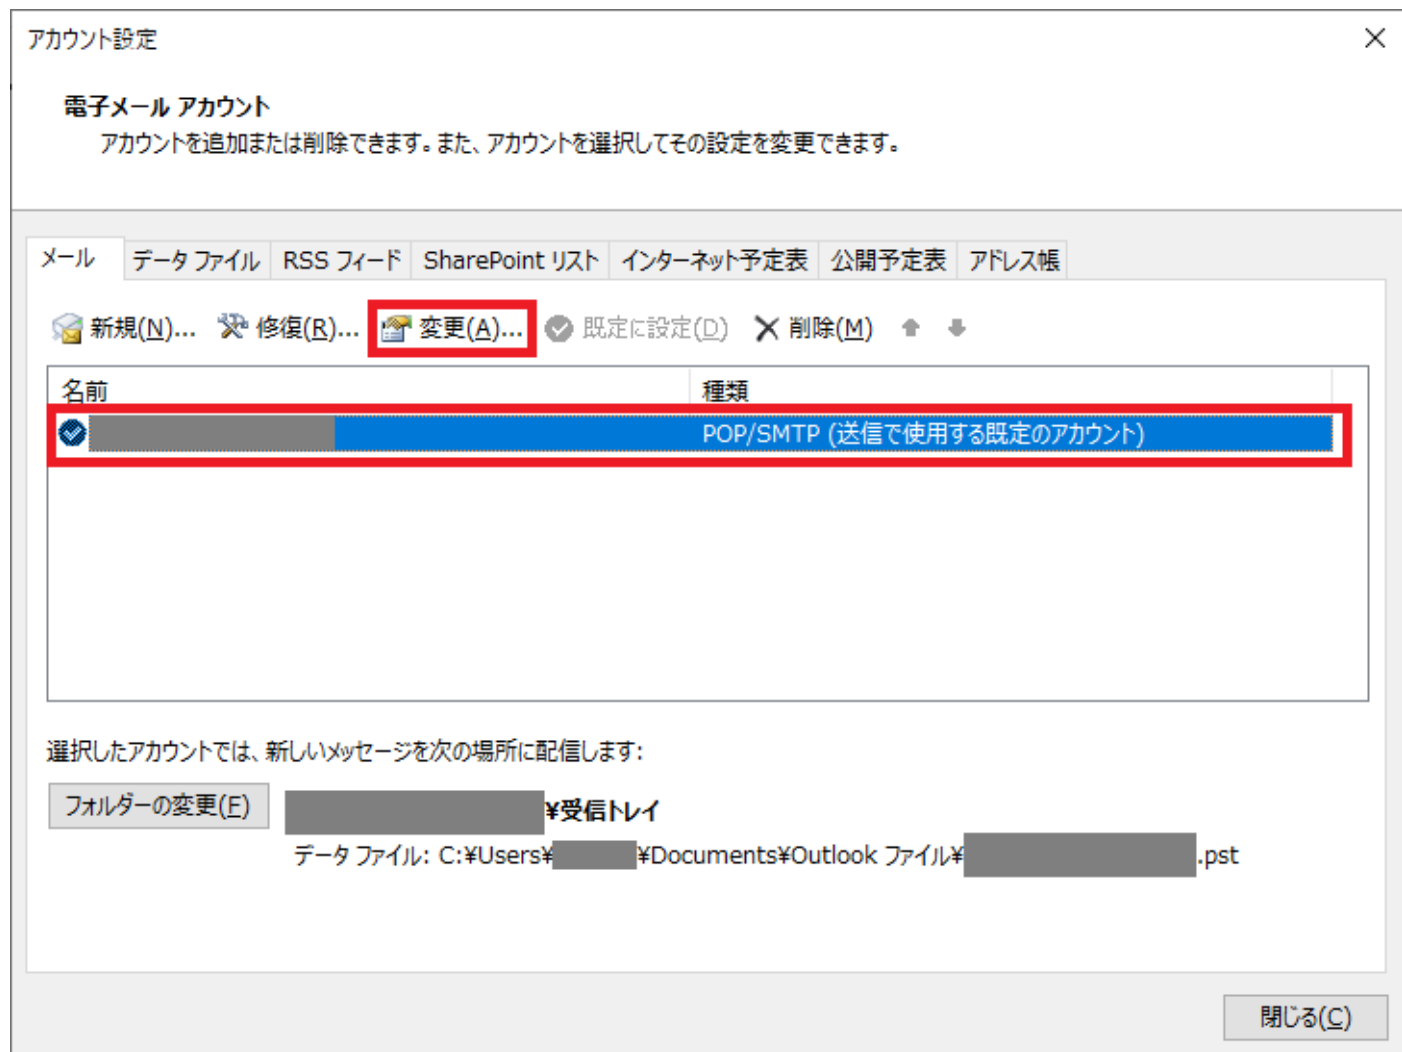 アカウント設定
電子メール アカウント
アカウントを追加または削除できます。また、アカウントを選択してその設定を変更できます。
メール データ ファイル RSS フィード SharePoint リスト インターネット予定表 公開予定表 アドレス帳
新規(N)... 修復(R)... 変更(A)... 既定に設定(D) 削除(M)
名前 種類
POP/SMTP (送信で使用する既定のアカウント)
選択したアカウントでは、新しいメッセージを次の場所に配信します:
フォルダーの変更(F) ¥受信トレイ
データ ファイル: C:¥Users¥ ¥Documents¥Outlook ファイル¥ .pst
閉じる(C)